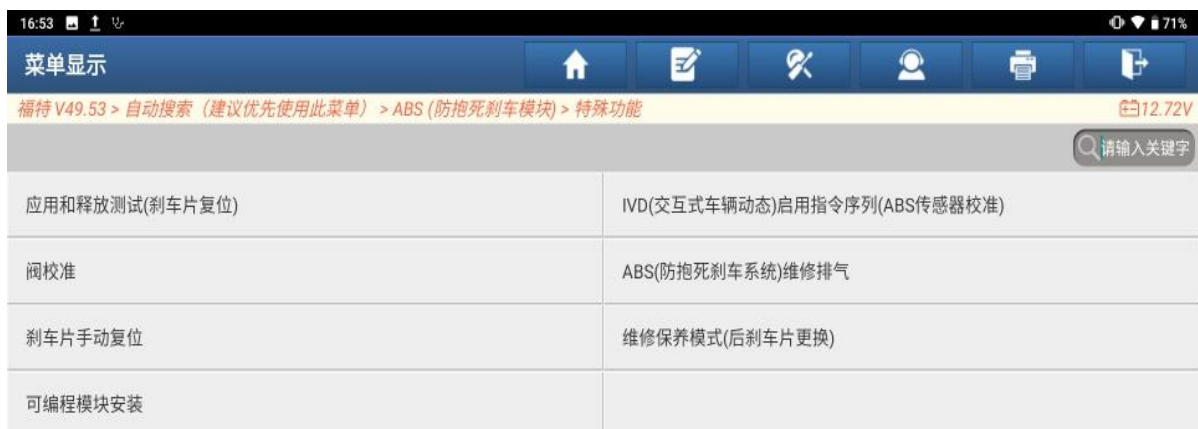 16:53
71%
菜单显示
福特 V49.53 > 自动搜索（建议优先使用此菜单） > ABS (防抱死刹车模块) > 特殊功能
12.72V
请输入关键字
应用和释放测试(刹车片复位)
IVD(交互式车辆动态)启用指令序列(ABS传感器校准)
阀校准
ABS(防抱死刹车系统)维修排气
刹车片手动复位
维修保养模式(后刹车片更换)
可编程模块安装